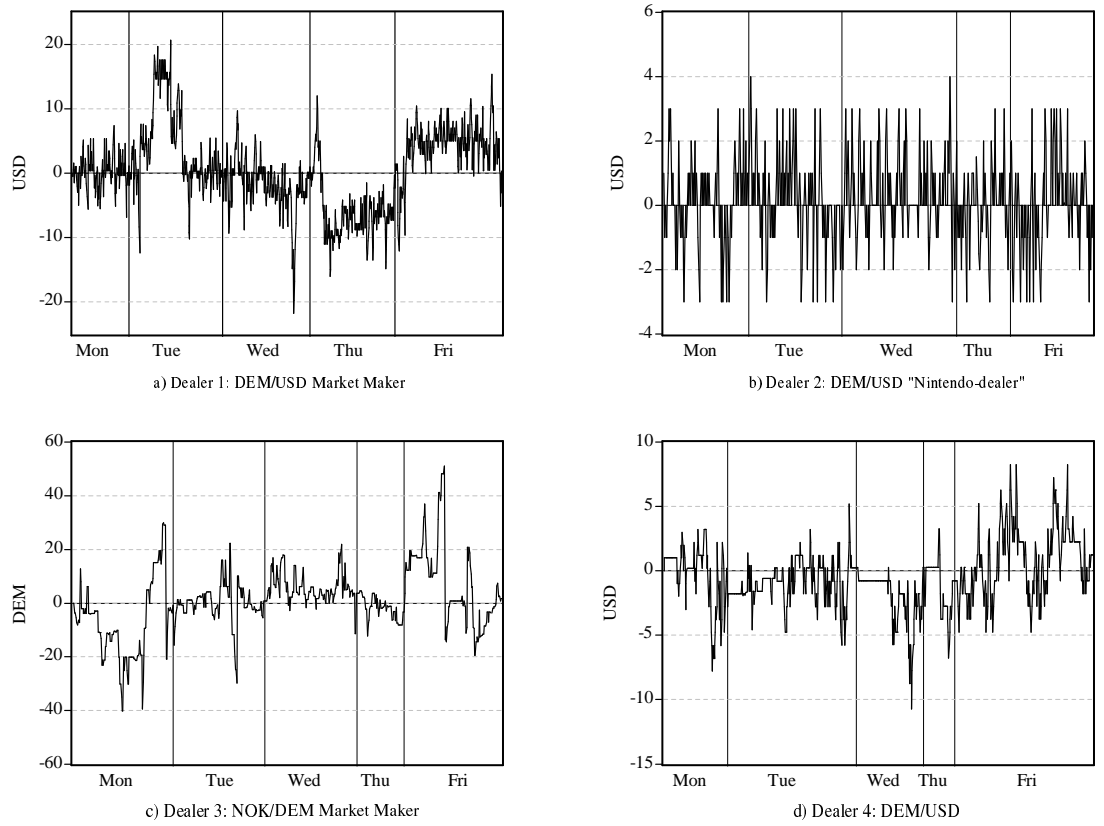 20
10
0
-10
-20
USD
Mon Tue Wed Thu Fri
a) Dealer 1: DEM/USD Market Maker
6
4
2
0
-2
-4
USD
Mon Tue Wed Thu Fri
b) Dealer 2: DEM/USD "Nintendo-dealer"
60
40
20
0
-20
-40
-60
DEM
Mon Tue Wed Thu Fri
c) Dealer 3: NOK/DEM Market Maker
10
5
0
-5
-10
-15
USD
Mon Tue Wed Thu Fri
d) Dealer 4: DEM/USD